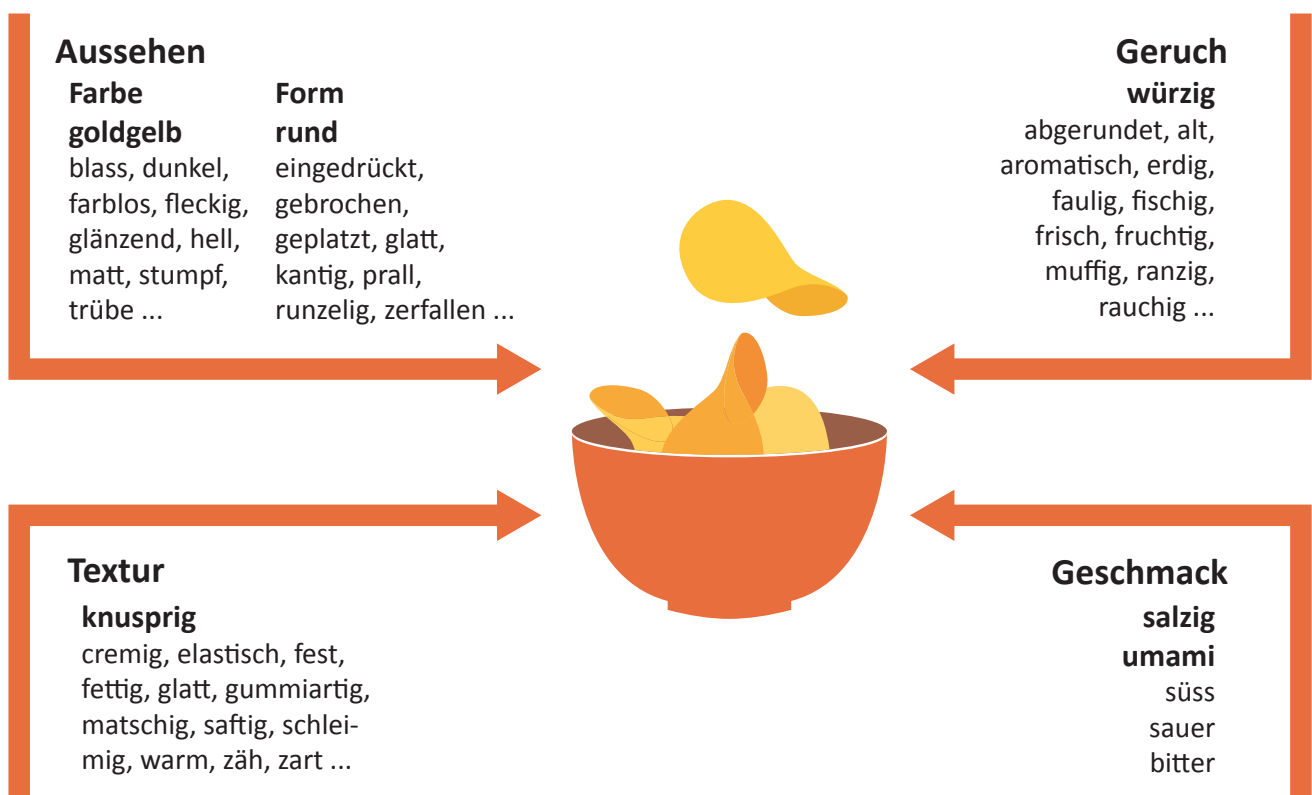 Aussehen
Farbe
goldgelb
blass, dunkel,
farblos, fleckig,
glänzend, hell,
matt, stumpf,
trübe ...
Form
rund
eingedrückt,
gebrochen,
geplatzt, glatt,
kantig, prall,
runzelig, zerfallen ...
Geruch
würzig
abgerundet, alt,
aromatisch, erdig,
faulig, fischig,
frisch, fruchtig,
muffig, ranzig,
rauchig ...
Textur
knusprig
cremig, elastisch, fest,
fettig, glatt, gummiartig,
matschig, saftig, schlei-
mig, warm, zäh, zart ...
Geschmack
salzig
umami
süss
sauer
bitter